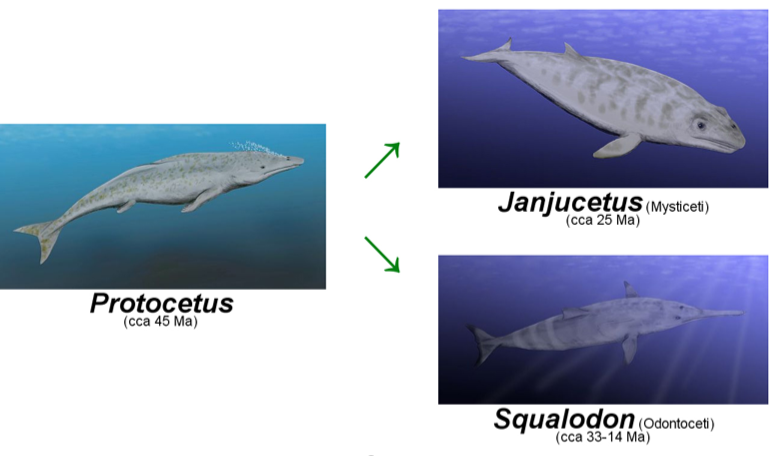 Protocetus
(cca 45 Ma)
Janjucetus (Mysticeti)
(cca 25 Ma)
Squalodon (Odontoceti)
(cca 33-14 Ma)